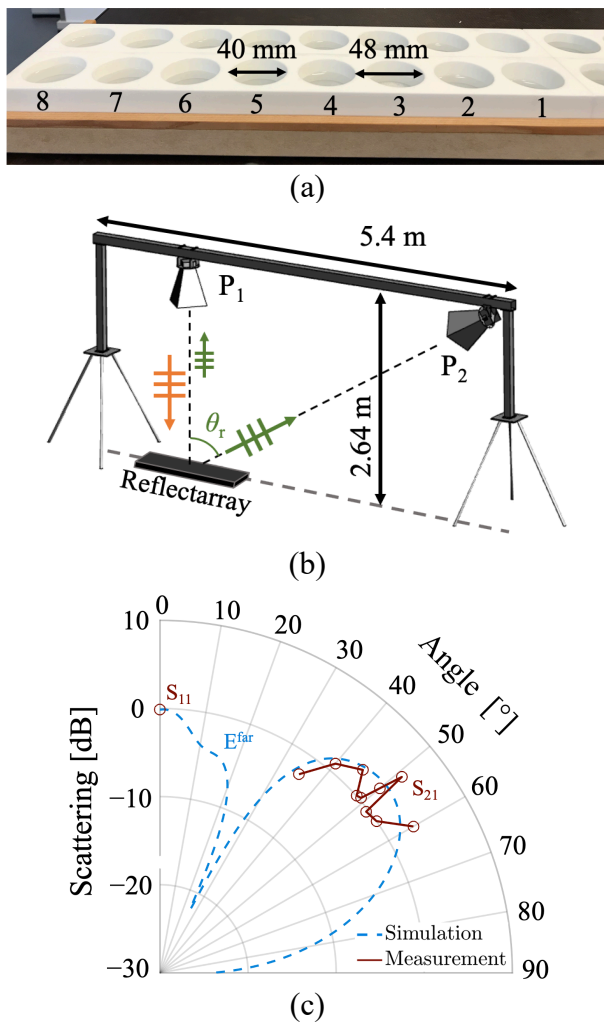 40 mm 48 mm
8 7 6 5 4 3 2 1
(a)
5.4 m
P1
P2
θr
2.64 m
Reflectarray
(b)
0 10 20 30 40 50 60 70 80 90
Angle [°]
10
0
−10
−20
−30
Scattering [dB]
S11
Efar
S21
Simulation
Measurement
(c)